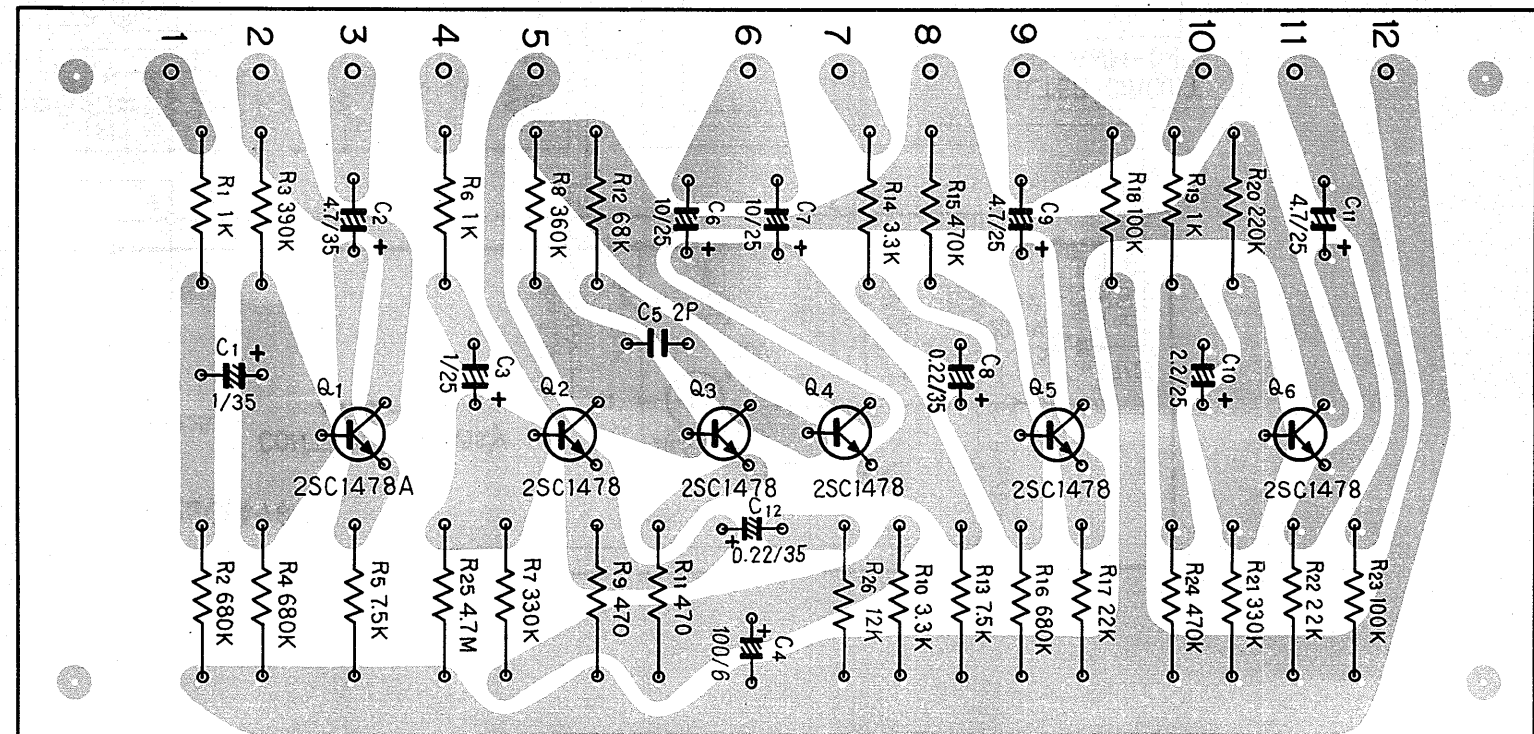 1 2 3 4 5 6 7 8 9 10 11 12
R1 1K
R3 390K
C2
4.7/35
R6 1K
R8 360K
R12 68K
C6
10/25
C7
10/25
R14 3.3K
R15 470K
C9
4.7/25
R18 100K
R19 1K
R20 220K
C11
4.7/25
C1
1/35
Q1
2SC1478A
C3
1/25
Q2
2SC1478
C5 2P
Q3
2SC1478
Q4
2SC1478
C8
0.22/35
Q5
2SC1478
C10
2.2/25
Q6
2SC1478
C12
0.22/35
R2 680K
R4 680K
R5 7.5K
R25 4.7M
R7 330K
R9 470
R11 470
C4
100/6
R26 12K
R10 3.3K
R13 7.5K
R16 680K
R17 22K
R24 470K
R21 330K
R22 22K
R23 100K